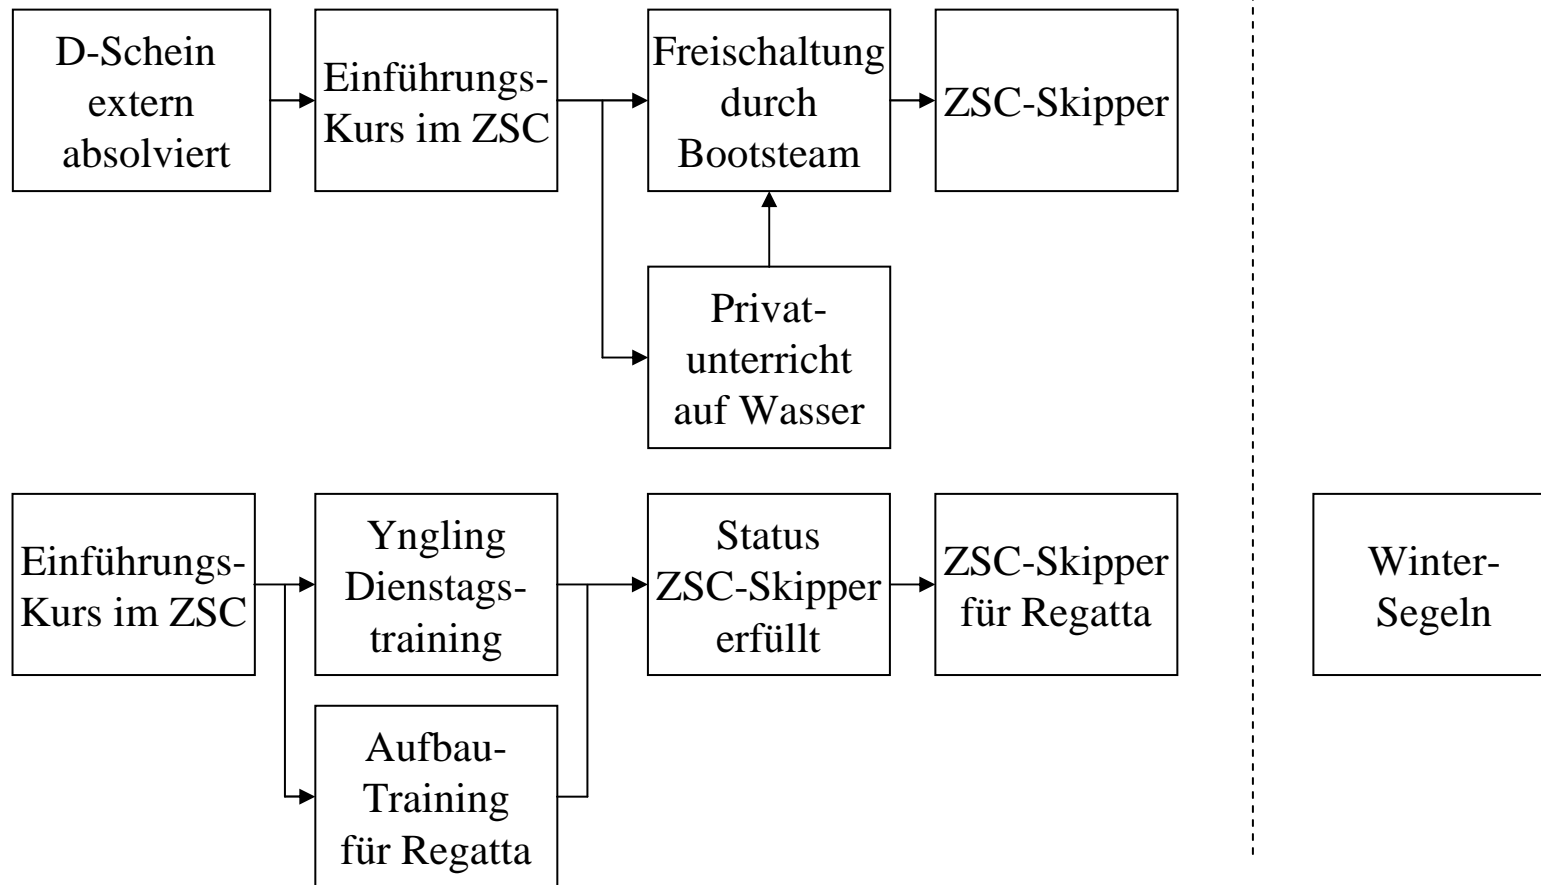 D-Schein
extern
absolviert
Einführungs-
Kurs im ZSC
Freischaltung
durch
Bootsteam
ZSC-Skipper
Privat-
unterricht
auf Wasser
Einführungs-
Kurs im ZSC
Yngling
Dienstags-
training
Status
ZSC-Skipper
erfüllt
ZSC-Skipper
für Regatta
Winter-
Segeln
Aufbau-
Training
für Regatta